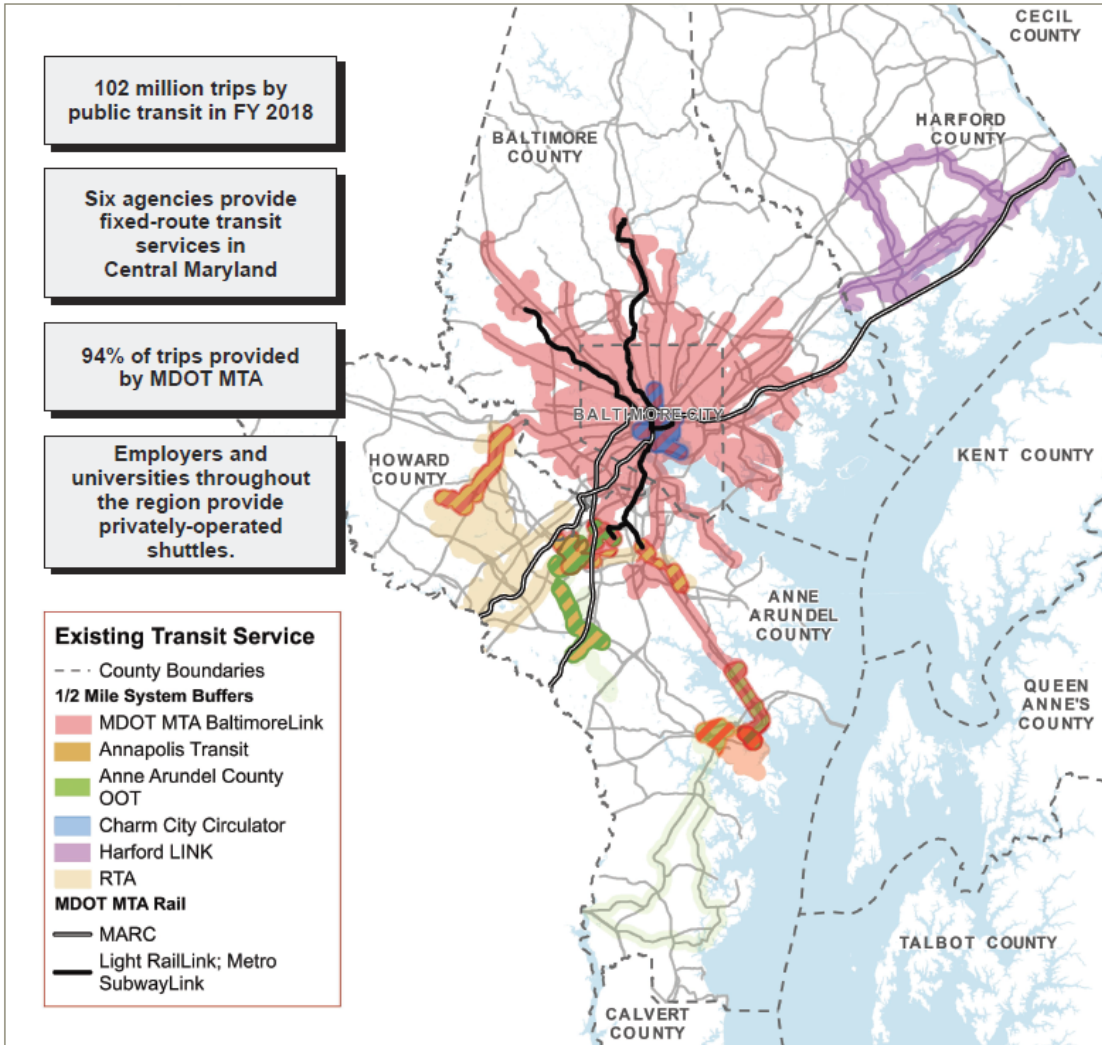 102 million trips by
public transit in FY 2018
Six agencies provide
fixed-route transit
services in
Central Maryland
94% of trips provided
by MDOT MTA
Employers and
universities throughout
the region provide
privately-operated
shuttles.
Existing Transit Service
County Boundaries
1/2 Mile System Buffers
MDOT MTA BaltimoreLink
Annapolis Transit
Anne Arundel County
OOT
Charm City Circulator
Harford LINK
RTA
MDOT MTA Rail
MARC
Light RailLink; Metro
SubwayLink
CECIL
COUNTY
HARFORD
COUNTY
BALTIMORE
COUNTY
BALTIMORE CITY
HOWARD
COUNTY
KENT COUNTY
ANNE
ARUNDEL
COUNTY
QUEEN
ANNE'S
COUNTY
TALBOT COUNTY
CALVERT
COUNTY